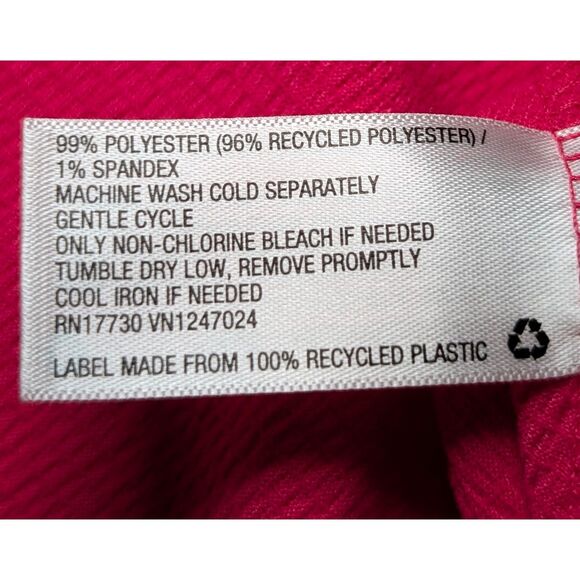 99% POLYESTER (96% RECYCLED POLYESTER) /
1% SPANDEX
MACHINE WASH COLD SEPARATELY
GENTLE CYCLE
ONLY NON-CHLORINE BLEACH IF NEEDED
TUMBLE DRY LOW, REMOVE PROMPTLY
COOL IRON IF NEEDED
RN17730 VN1247024
LABEL MADE FROM 100% RECYCLED PLASTIC